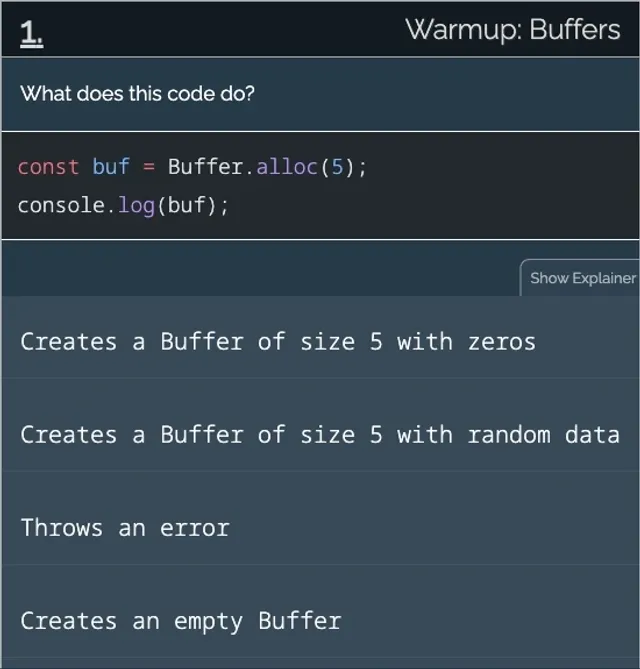 1.
Warmup: Buffers
What does this code do?
const buf = Buffer.alloc(5);
console.log(buf);
Show Explainer
Creates a Buffer of size 5 with zeros
Creates a Buffer of size 5 with random data
Throws an error
Creates an empty Buffer